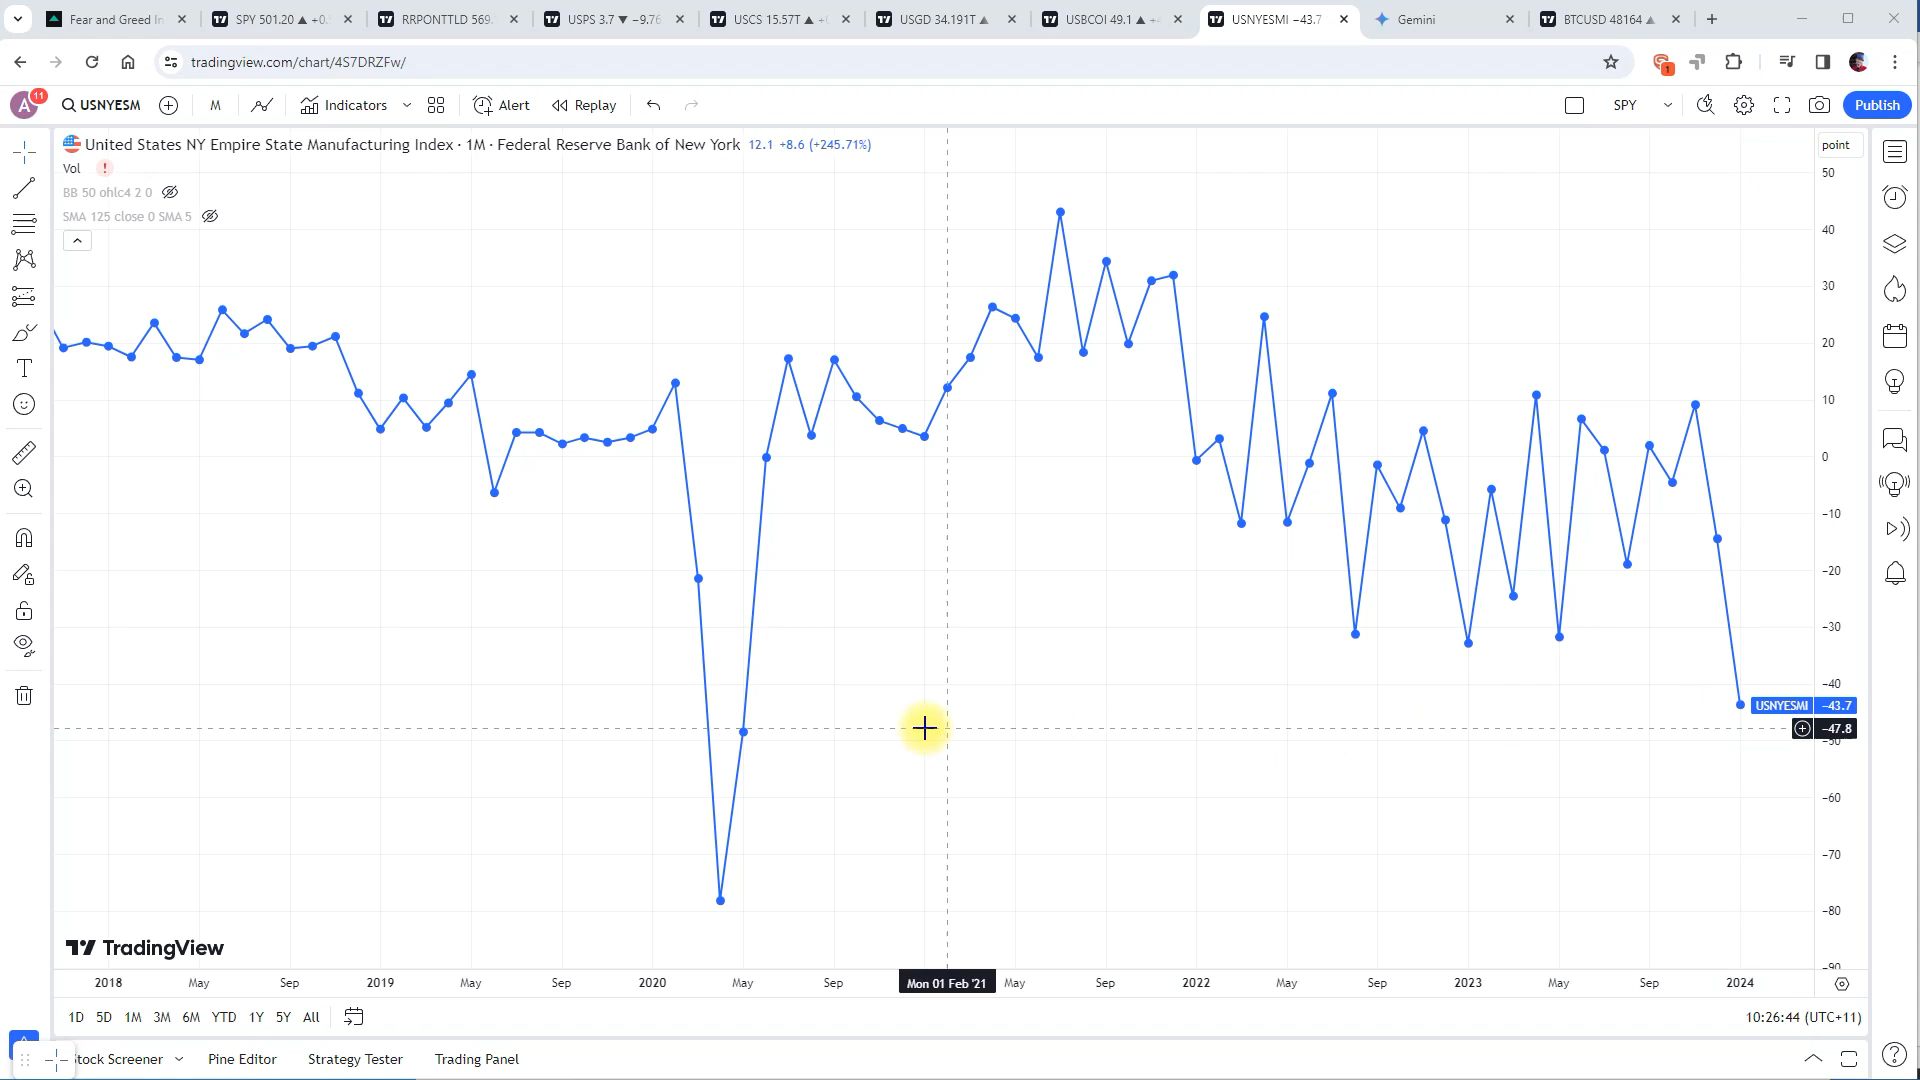 Fear and Greed In
SPY 501.20 ▲ +0.
RRPONTTLD 569.
USPS 3.7 ▼ −9.76
USCS 15.57T ▲ +0
USGD 34.191T ▲
USBCOI 49.1 ▲ +
USNYESMI −43.7
Gemini
BTCUSD 48164 ▲
tradingview.com/chart/4S7DRZFw/
1
A
11
USNYESM
M
Indicators
Alert
Replay
SPY
Publish
United States NY Empire State Manufacturing Index · 1M · Federal Reserve Bank of New York 12.1 +8.6 (+245.71%)
point
Vol !
BB 50 ohlc4 2 0
SMA 125 close 0 SMA 5
50
40
30
20
10
0
−10
−20
−30
−40
USNYESMI −43.7
−47.8
−50
−60
−70
−80
−90
TradingView
2018 May Sep 2019 May Sep 2020 May Sep Mon 01 Feb '21 May Sep 2022 May Sep 2023 May Sep 2024
1D 5D 1M 3M 6M YTD 1Y 5Y All
10:26:44 (UTC+11)
Stock Screener Pine Editor Strategy Tester Trading Panel